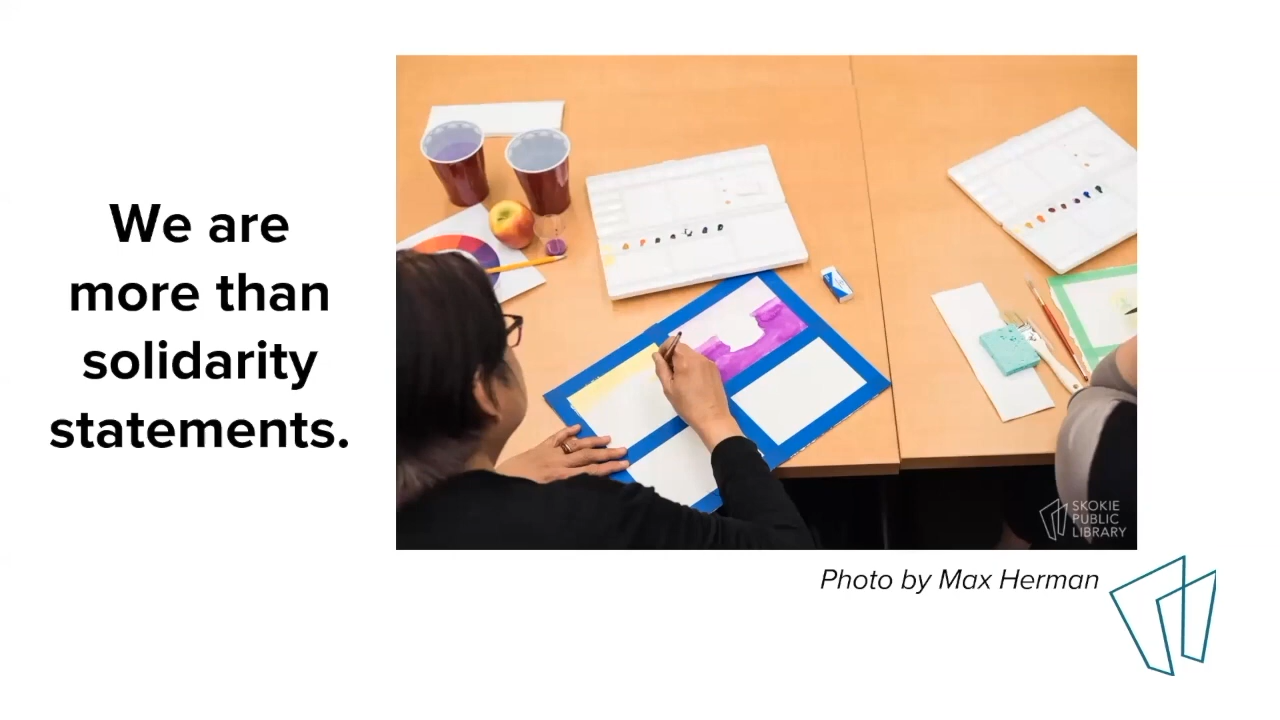 We are
more than
solidarity
statements.
SKOKIE
PUBLIC
LIBRARY
Photo by Max Herman